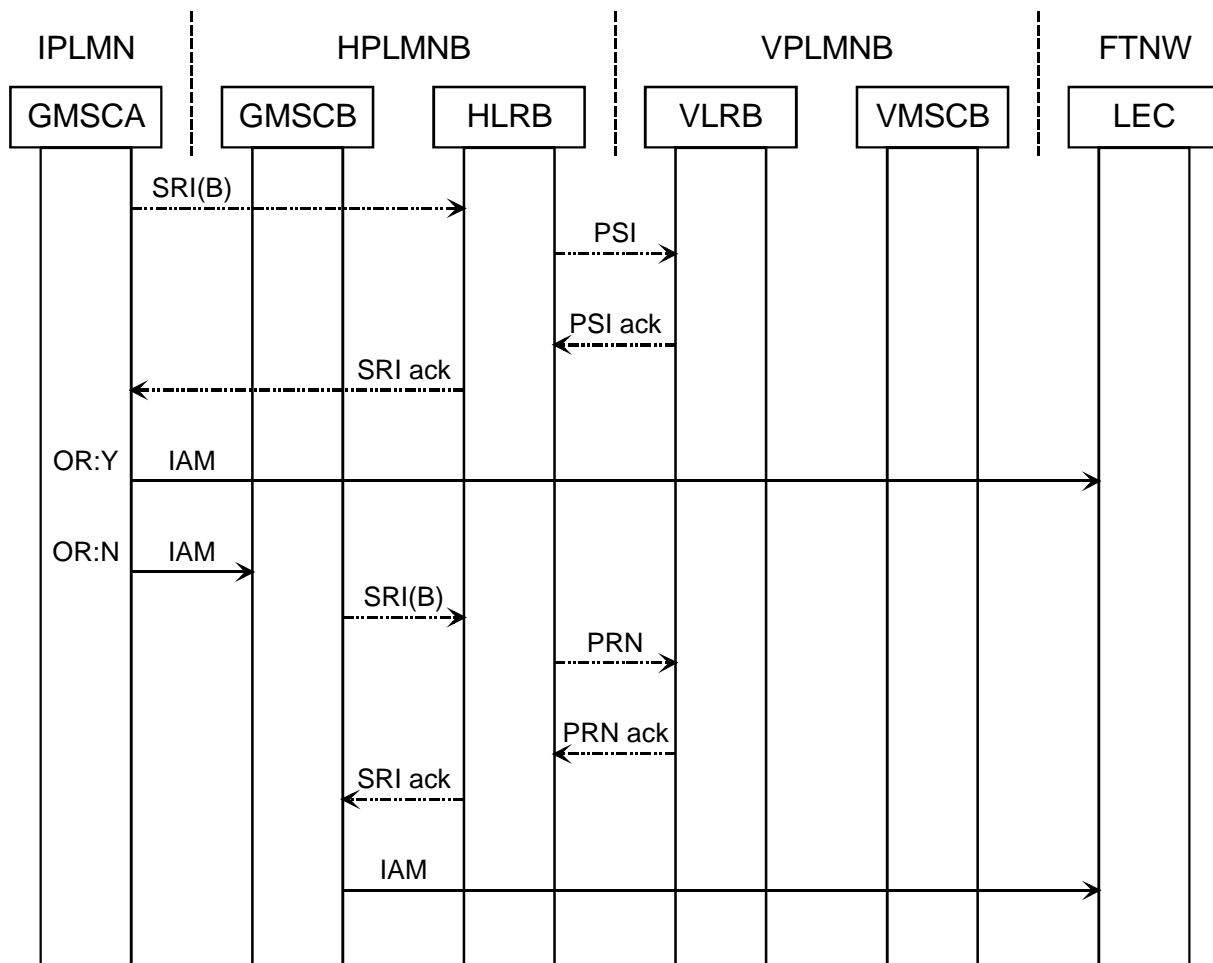 IPLMN HPLMNB VPLMNB FTNW
GMSCA GMSCB HLRB VLRB VMSCB LEC
SRI(B)
PSI
PSI ack
SRI ack
OR:Y IAM
OR:N IAM
SRI(B)
PRN
PRN ack
SRI ack
IAM